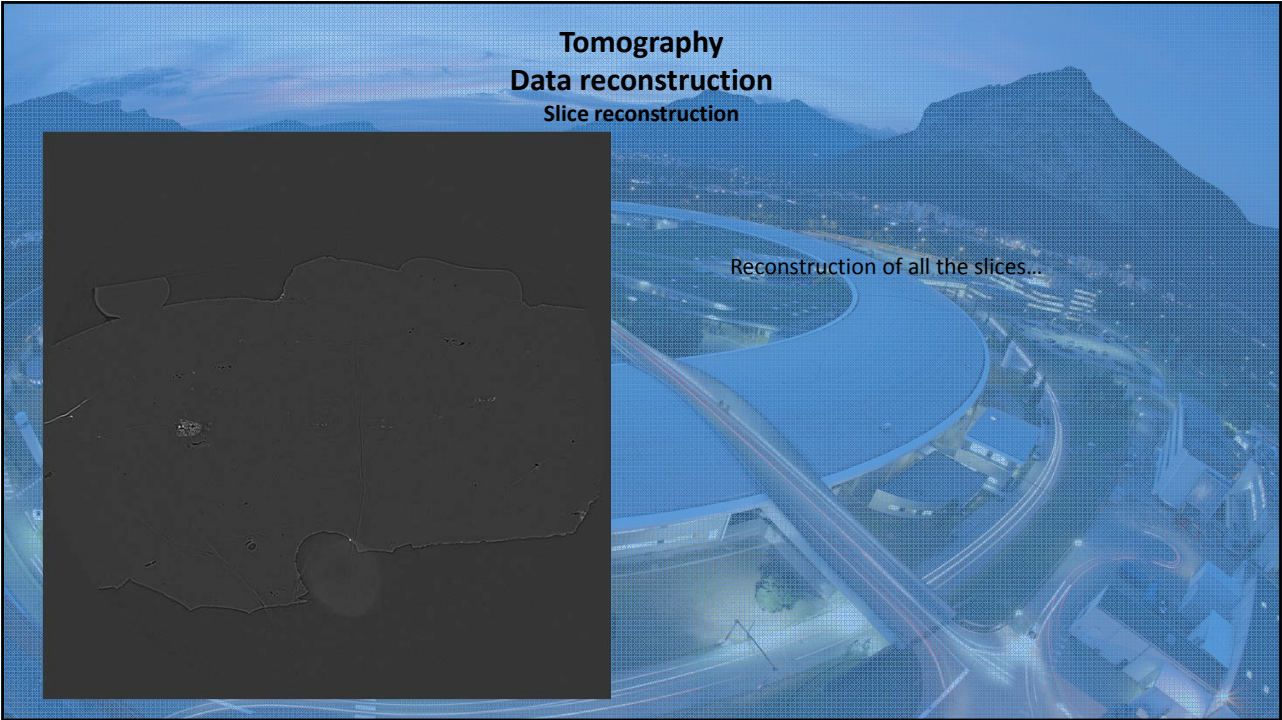 Tomography
Data reconstruction
Slice reconstruction
Reconstruction of all the slices...